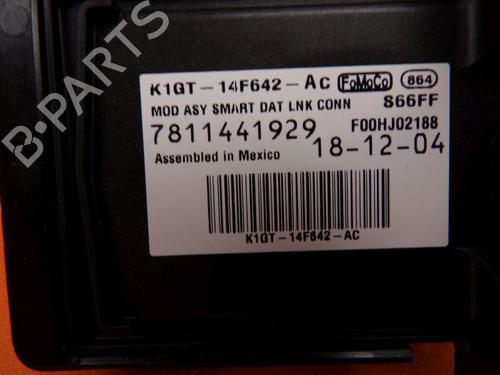 K1GT-14F642-AC FoMoCo 864
MOD ASY SMART DAT LNK CONN S66FF
7811441929 F00HJ02188
Assembled in Mexico 18-12-04
K1GT-14F642-AC
B-PARTS